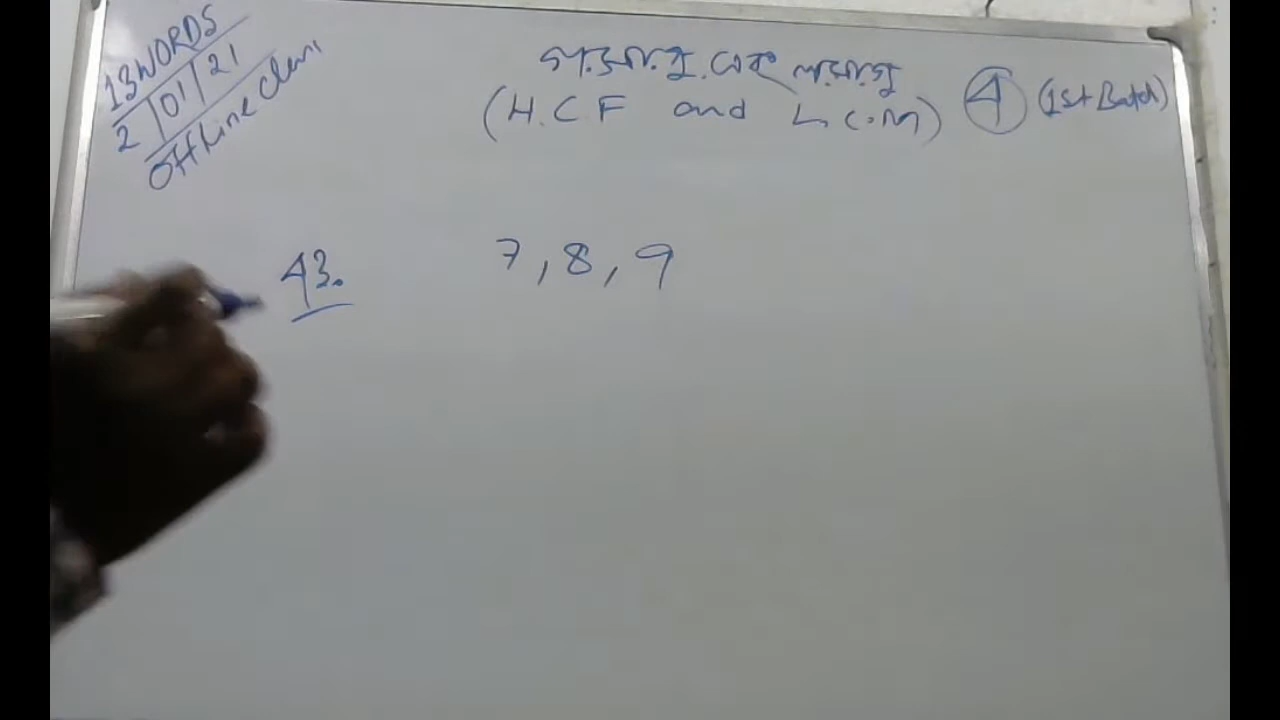 13 WORDS
2/01/21
Offline Class
গ.সা.গু. এবং ল.সা.গু
(H.C.F and L.C.M) 4 (1st Batch)
43. 7, 8, 9